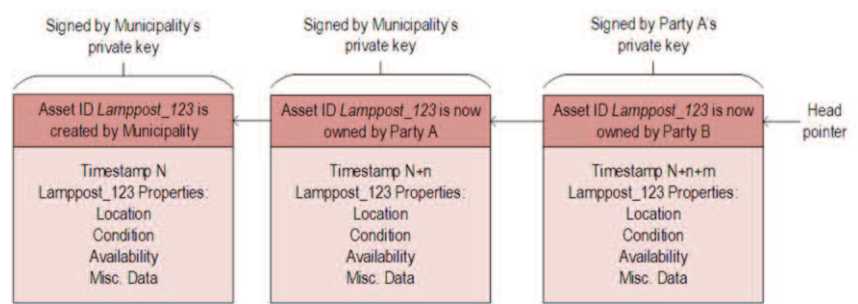 Signed by Municipality's
private key
Signed by Municipality's
private key
Signed by Party A's
private key
Asset ID Lamppost_123 is
created by Municipality
Asset ID Lamppost_123 is now
owned by Party A
Asset ID Lamppost_123 is now
owned by Party B
Head
pointer
Timestamp N
Lamppost_123 Properties:
Location
Condition
Availability
Misc. Data
Timestamp N+n
Lamppost_123 Properties:
Location
Condition
Availability
Misc. Data
Timestamp N+n+m
Lamppost_123 Properties:
Location
Condition
Availability
Misc. Data